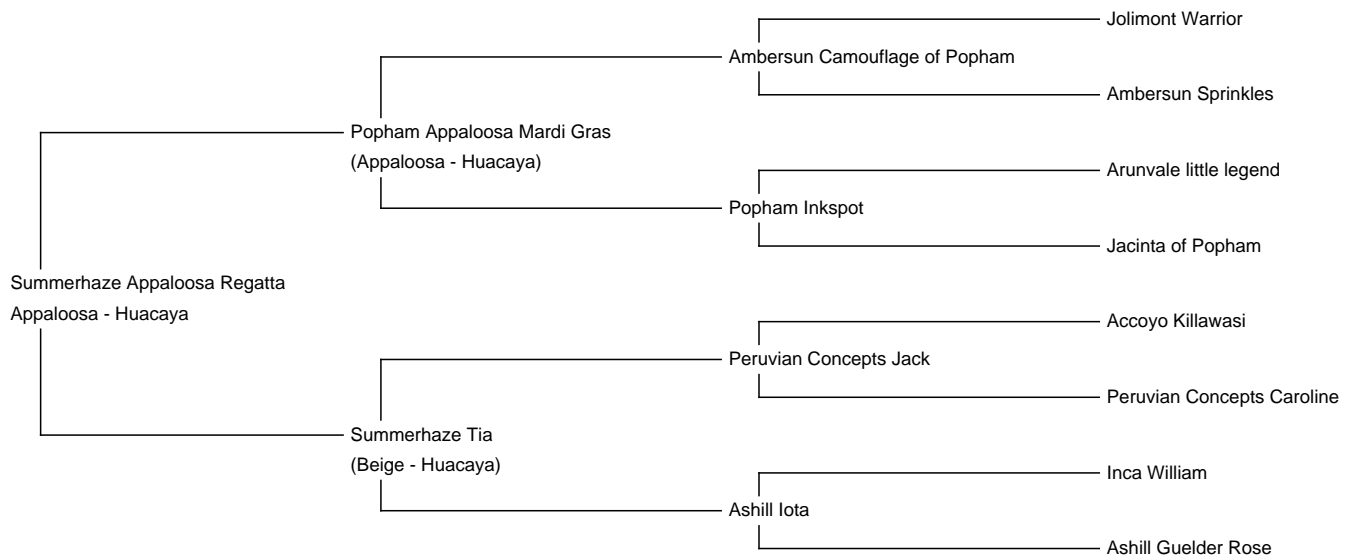 Jolimont Warrior
Ambersun Camouflage of Popham
Ambersun Sprinkles
Popham Appaloosa Mardi Gras
(Appaloosa - Huacaya)
Arunvale little legend
Popham Inkspot
Jacinta of Popham
Summerhaze Appaloosa Regatta
Appaloosa - Huacaya
Accoyo Killawasi
Peruvian Concepts Jack
Peruvian Concepts Caroline
Summerhaze Tia
(Beige - Huacaya)
Inca William
Ashill Iota
Ashill Guelder Rose